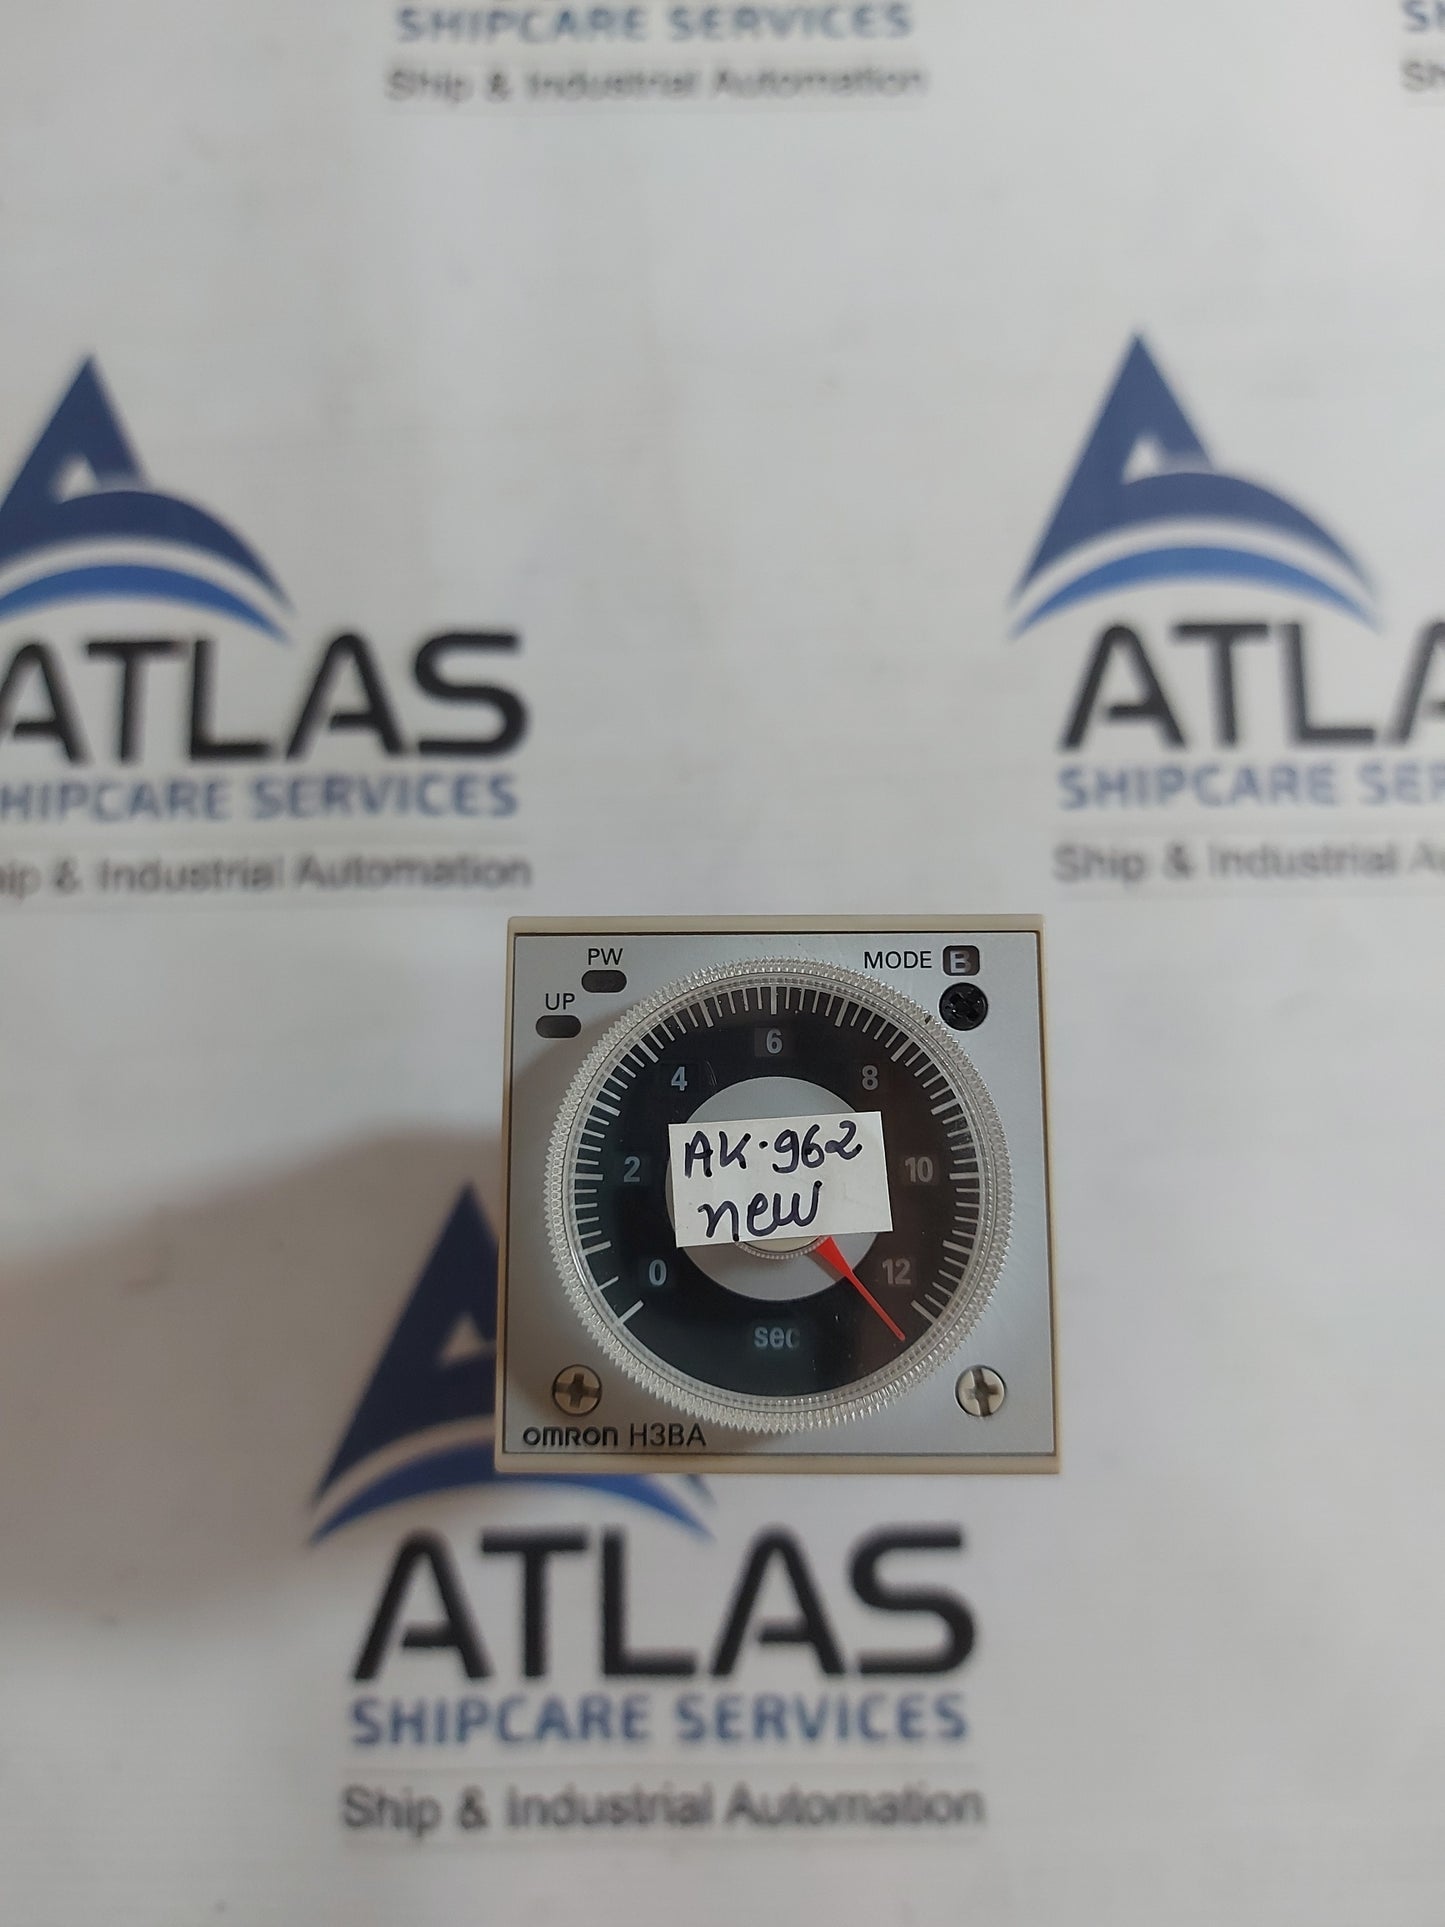 SHIPCARE SERVICES
Ship & Industrial Automation
ATLAS
SHIPCARE SERVICES
Ship & Industrial Automation
ATLAS
SHIPCARE SERVICES
Ship & Industrial
PW
UP
MODE B
0
2
4
6
8
10
12
sec
AK.962
new
OMRON H3BA
ATLAS
SHIPCARE SERVICES
Ship & Industrial Automation